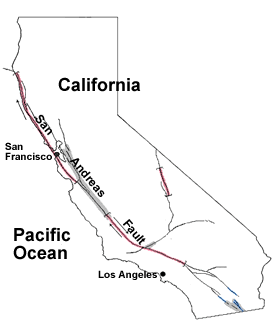 California
San
San
Francisco
Andreas
Fault
Pacific
Ocean
Los Angeles